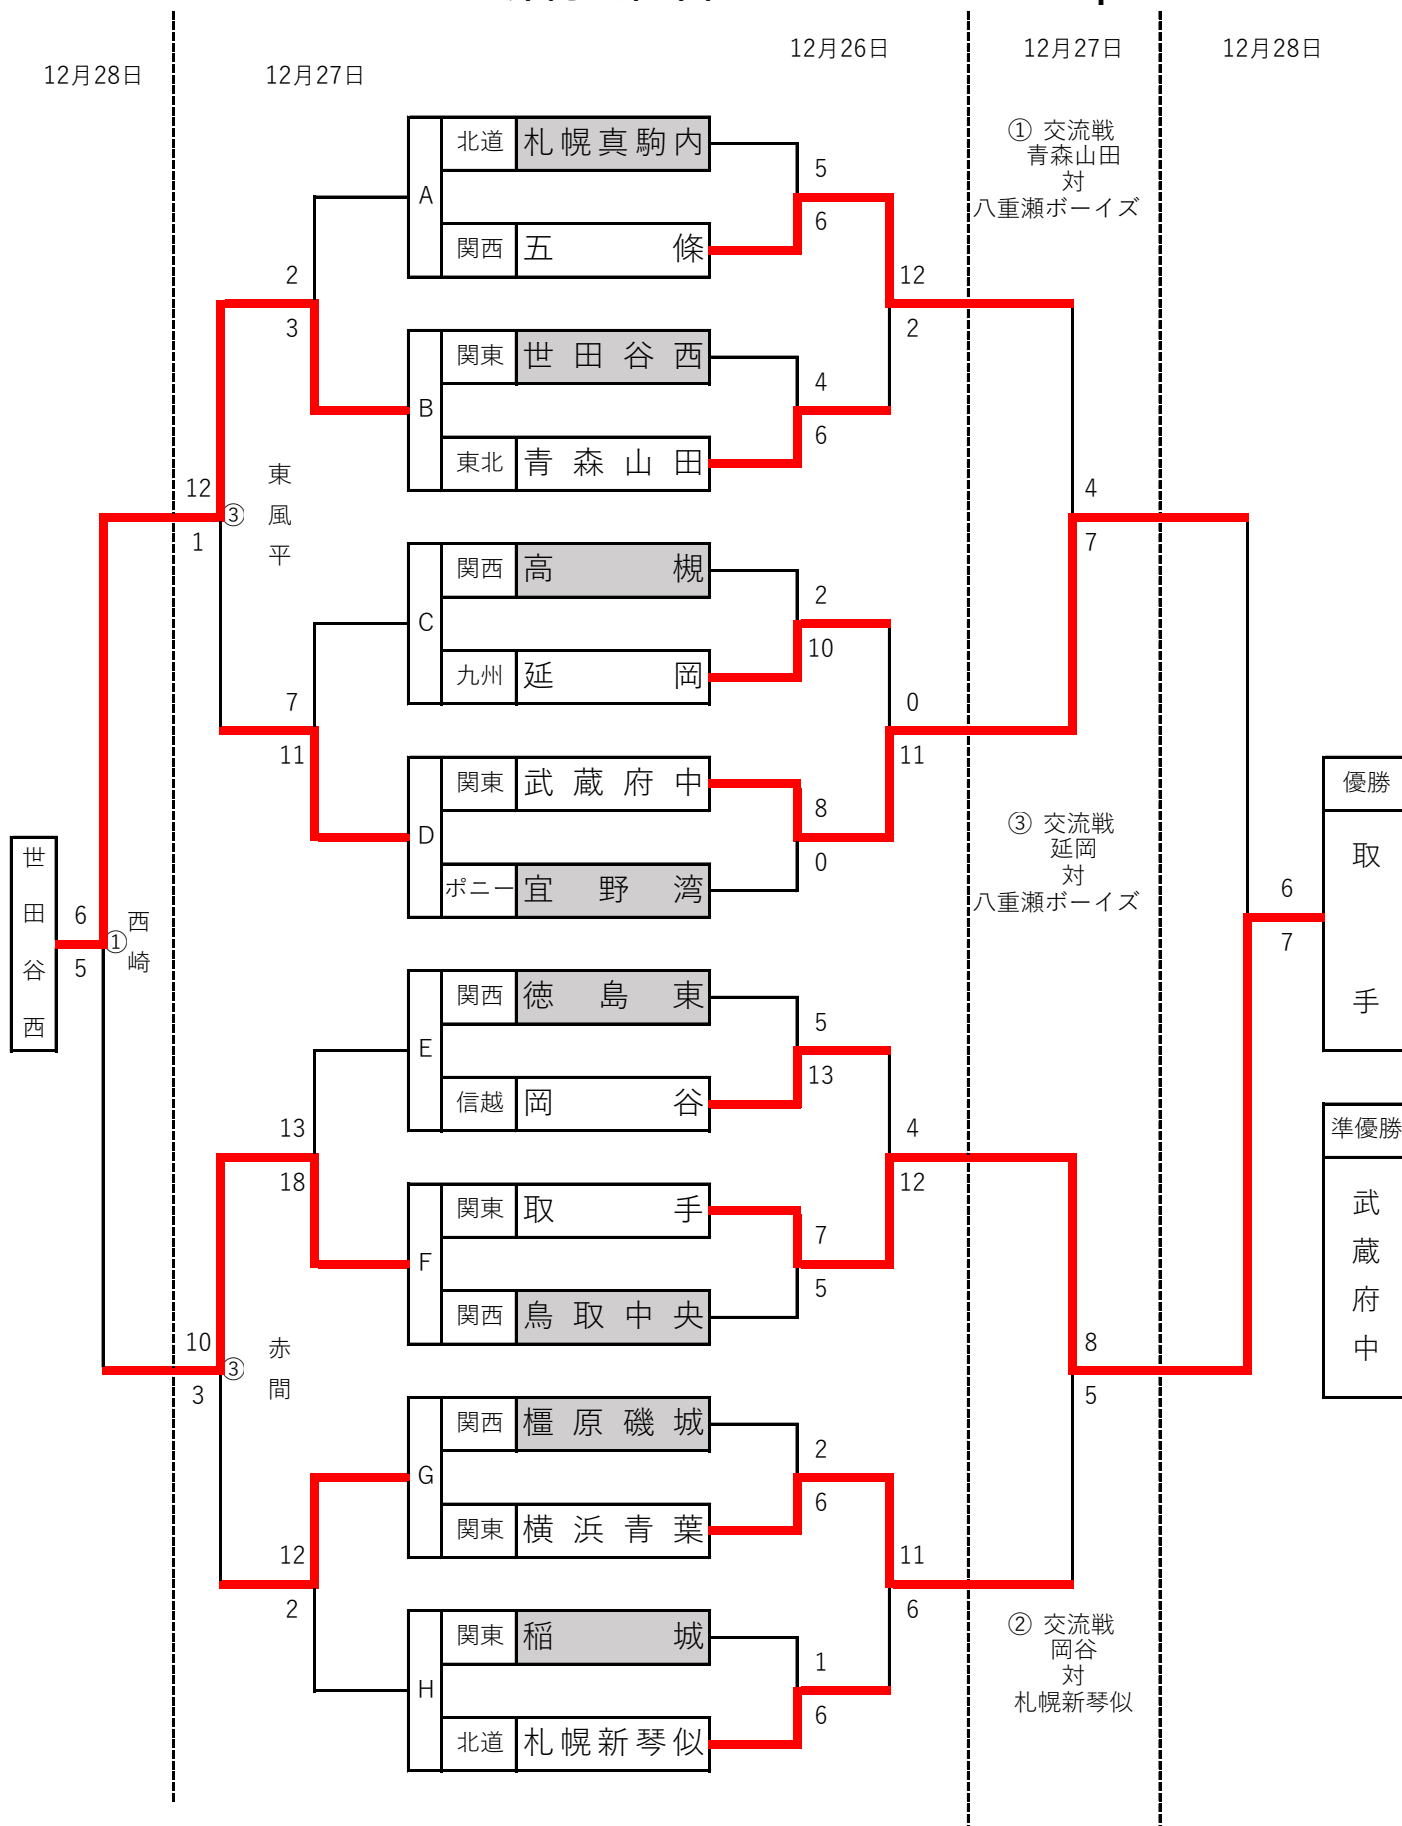 12月28日
12月27日
12月26日
12月27日
12月28日
① 交流戦
青森山田
対
八重瀬ボーイズ
A
北道
札幌真駒内
関西
五條
5
6
2
3
12
2
B
関東
世田谷西
東北
青森山田
4
6
東風平
12
③
1
4
7
C
関西
高槻
九州
延岡
2
10
7
11
0
11
D
関東
武蔵府中
ポニー
宜野湾
8
0
③ 交流戦
延岡
対
八重瀬ボーイズ
優勝
取手
世田谷西
6
①
5
西崎
6
7
E
関西
徳島東
信越
岡谷
5
13
13
18
4
12
準優勝
武蔵府中
F
関東
取手
関西
鳥取中央
7
5
赤間
10
③
3
8
5
G
関西
橿原磯城
関東
横浜青葉
2
6
12
2
11
6
H
関東
稲城
北道
札幌新琴似
1
6
② 交流戦
岡谷
対
札幌新琴似